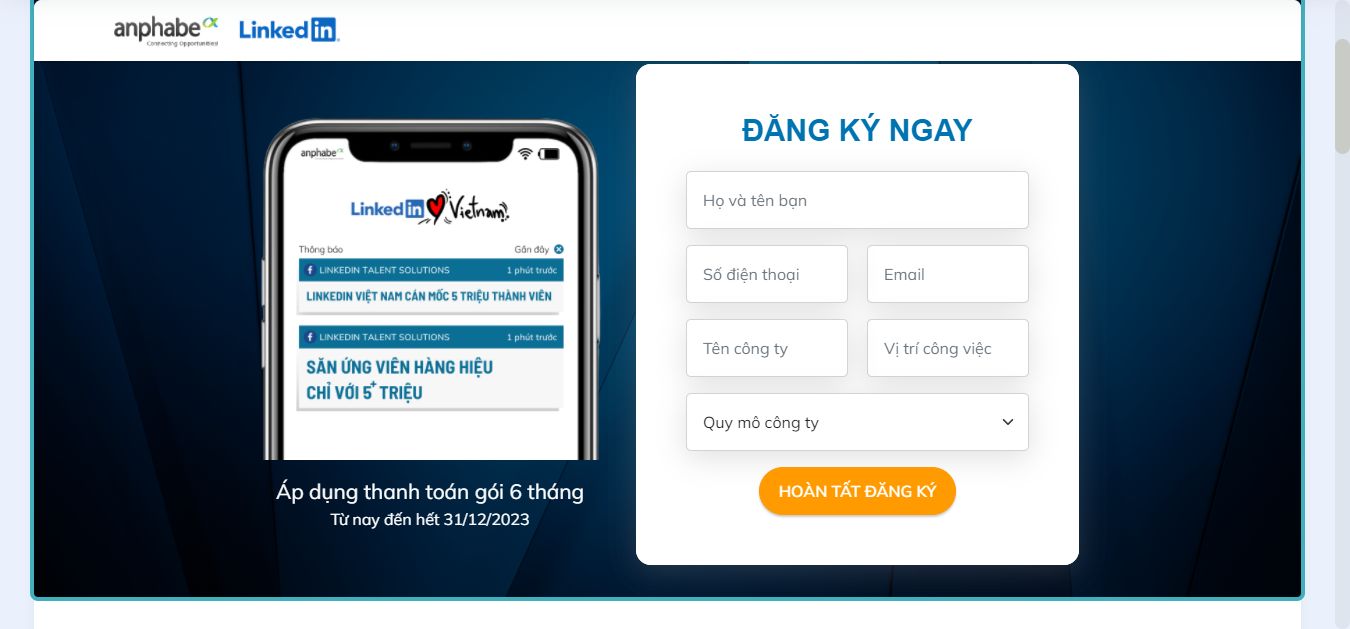 anphabe
Connecting Opportunities!
Linked in
anphabe
Linked in Vietnam!
Thông báo Gần đây
LINKEDIN TALENT SOLUTIONS 1 phút trước
LINKEDIN VIỆT NAM CÁN MỐC 5 TRIỆU THÀNH VIÊN
LINKEDIN TALENT SOLUTIONS 1 phút trước
SĂN ỨNG VIÊN HÀNG HIỆU
CHỈ VỚI 5+ TRIỆU
Áp dụng thanh toán gói 6 tháng
Từ nay đến hết 31/12/2023
ĐĂNG KÝ NGAY
Họ và tên bạn
Số điện thoại Email
Tên công ty Vị trí công việc
Quy mô công ty
HOÀN TẤT ĐĂNG KÝ